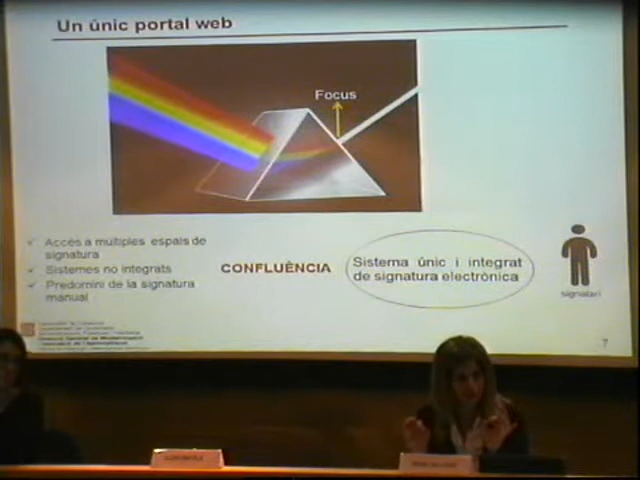 Un únic portal web
Focus
Accés a múltiples espais de
signatura
Sistemes no integrats
Predomini de la signatura
manual
CONFLUÈNCIA
Sistema únic i integrat
de signatura electrònica
signatari
7